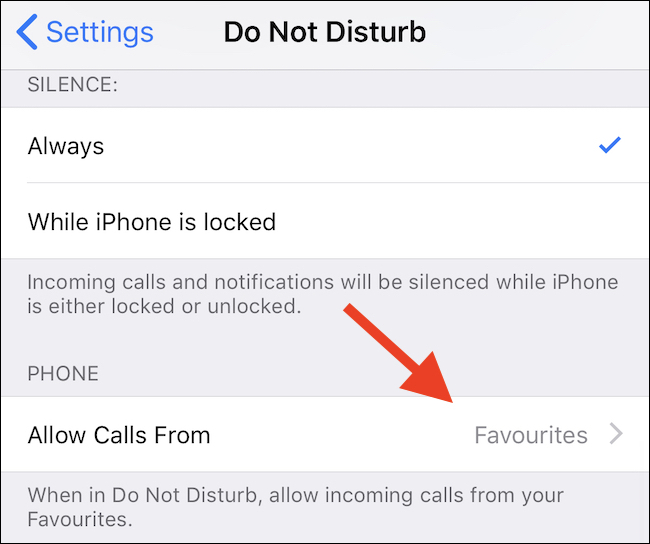 Settings Do Not Disturb
SILENCE:
Always
While iPhone is locked
Incoming calls and notifications will be silenced while iPhone
is either locked or unlocked.
PHONE
Allow Calls From Favourites
When in Do Not Disturb, allow incoming calls from your
Favourites.